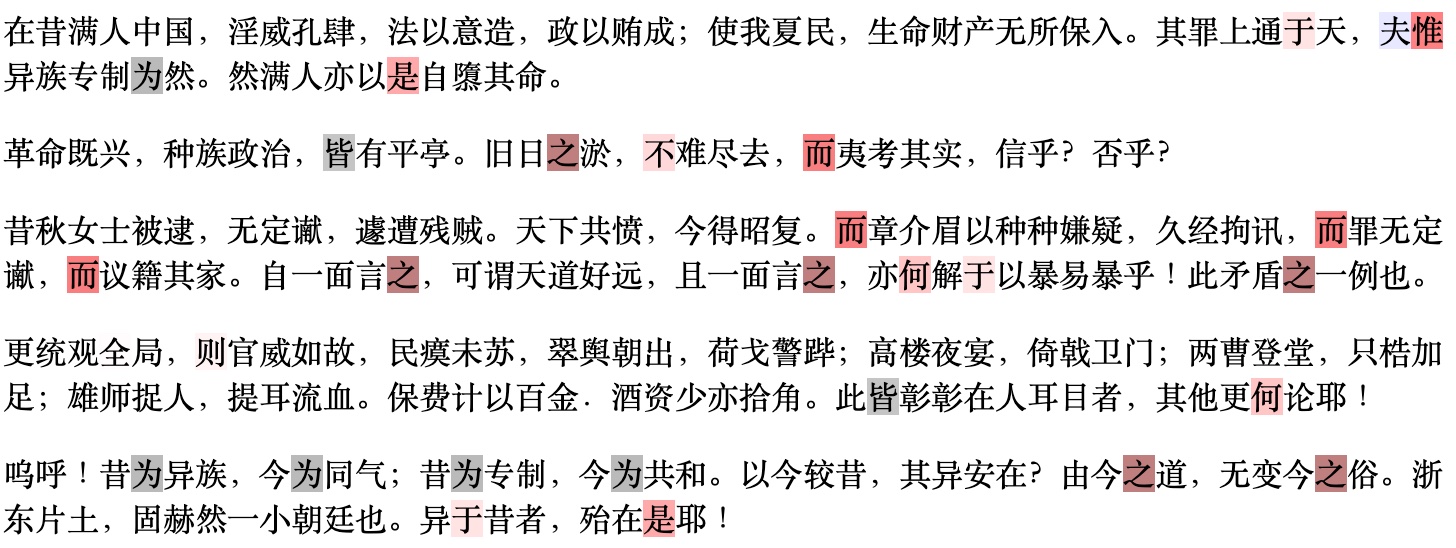 在昔满人中国，淫威孔肆，法以意造，政以贿成；使我夏民，生命财产无所保入。其罪上通于天，夫惟
异族专制为然。然满人亦以是自隳其命。
革命既兴，种族政治，皆有平亭。旧日之淤，不难尽去，而夷考其实，信乎？否乎？
昔秋女士被逮，无定谳，遽遭残贼。天下共愤，今得昭复。而章介眉以种种嫌疑，久经拘讯，而罪无定
谳，而议籍其家。自一面言之，可谓天道好远，且一面言之，亦何解于以暴易暴乎！此矛盾之一例也。
更统观全局，则官威如故，民瘼未苏，翠舆朝出，荷戈警跸；高楼夜宴，倚戟卫门；两曹登堂，只梏加
足；雄师捉人，提耳流血。保费计以百金．酒资少亦拾角。此皆彰彰在人耳目者，其他更何论耶！
呜呼！昔为异族，今为同气；昔为专制，今为共和。以今较昔，其异安在？由今之道，无变今之俗。浙
东片土，固赫然一小朝廷也。异于昔者，殆在是耶！